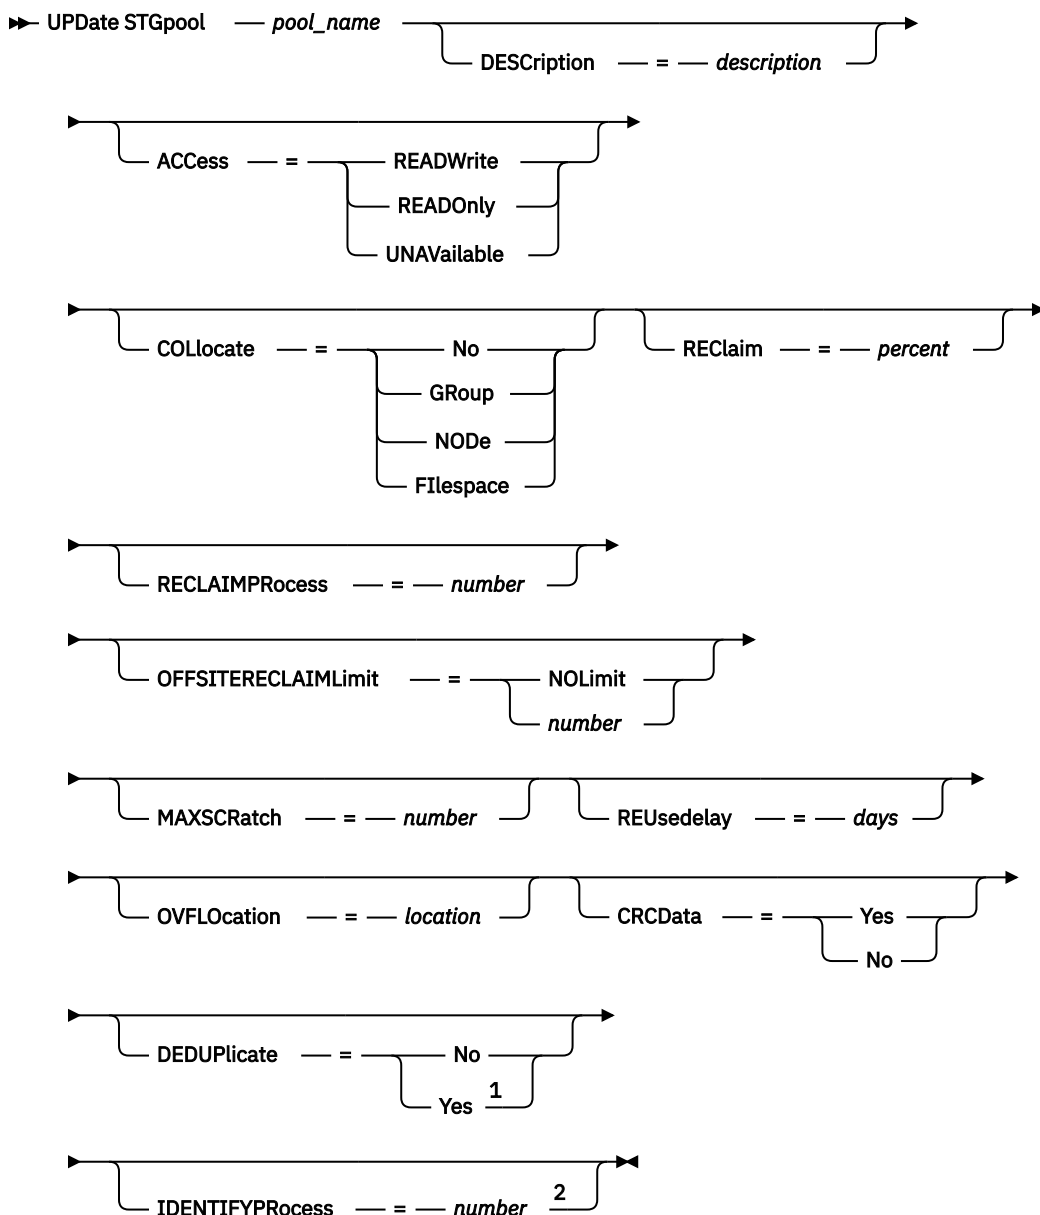 UPDate STGpool pool_name
DESCription = description
ACCess = READWrite
READOnly
UNAVailable
COLlocate = No
GRoup
NODe
FIlespace
REClaim = percent
RECLAIMPRocess = number
OFFSITERECLAIMLimit = NOLimit
number
MAXSCRatch = number
REUsedelay = days
OVFLOcation = location
CRCData = Yes
No
DEDUPlicate = No
Yes 1
IDENTIFYPRocess = number 2